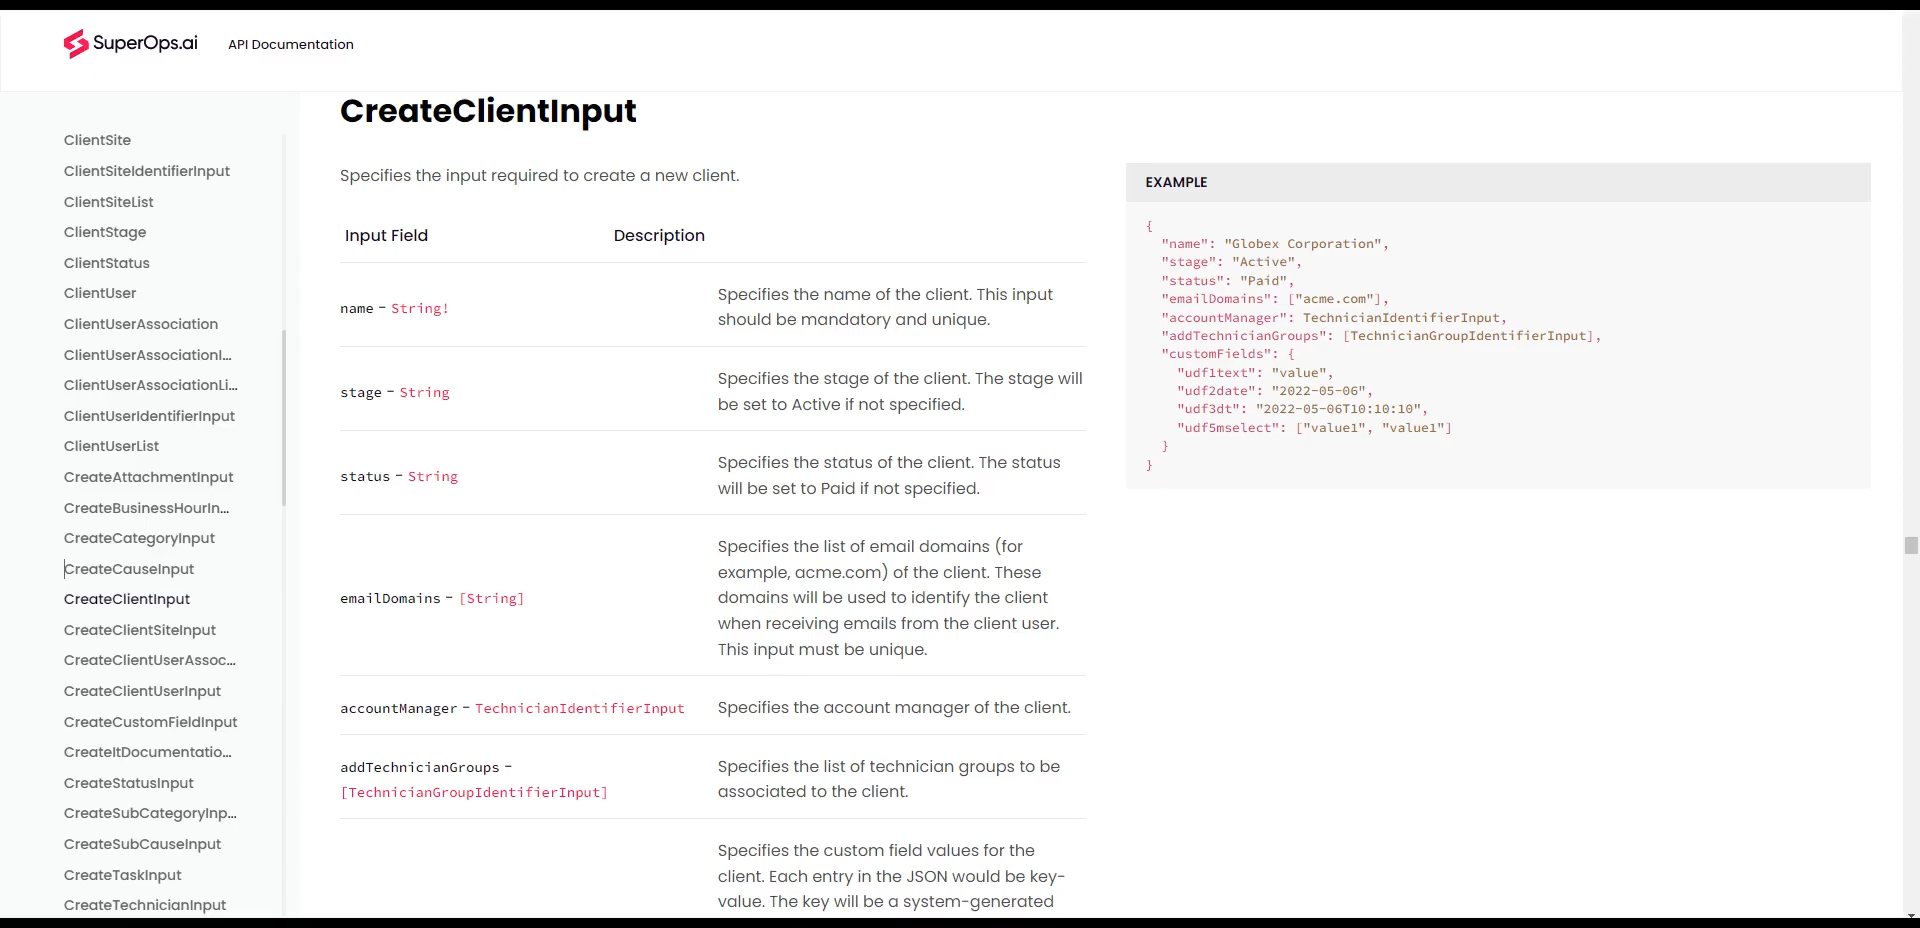 SuperOps.ai
API Documentation
ClientSite
ClientSiteIdentifierInput
ClientSiteList
ClientStage
ClientStatus
ClientUser
ClientUserAssociation
ClientUserAssociationI...
ClientUserAssociationLi...
ClientUserIdentifierInput
ClientUserList
CreateAttachmentInput
CreateBusinessHourIn...
CreateCategoryInput
CreateCauseInput
CreateClientInput
CreateClientSiteInput
CreateClientUserAssoc...
CreateClientUserInput
CreateCustomFieldInput
CreateItDocumentatio...
CreateStatusInput
CreateSubCategoryInp...
CreateSubCauseInput
CreateTaskInput
CreateTechnicianInput
CreateClientInput
Specifies the input required to create a new client.
Input Field Description
name - String!
Specifies the name of the client. This input
should be mandatory and unique.
stage - String
Specifies the stage of the client. The stage will
be set to Active if not specified.
status - String
Specifies the status of the client. The status
will be set to Paid if not specified.
emailDomains - [String]
Specifies the list of email domains (for
example, acme.com) of the client. These
domains will be used to identify the client
when receiving emails from the client user.
This input must be unique.
accountManager - TechnicianIdentifierInput
Specifies the account manager of the client.
addTechnicianGroups -
[TechnicianGroupIdentifierInput]
Specifies the list of technician groups to be
associated to the client.
Specifies the custom field values for the
client. Each entry in the JSON would be key-
value. The key will be a system-generated
EXAMPLE
{
"name": "Globex Corporation",
"stage": "Active",
"status": "Paid",
"emailDomains": ["acme.com"],
"accountManager": TechnicianIdentifierInput,
"addTechnicianGroups": [TechnicianGroupIdentifierInput],
"customFields": {
"udf1text": "value",
"udf2date": "2022-05-06",
"udf3dt": "2022-05-06T10:10:10",
"udf5mselect": ["value1", "value1"]
}
}